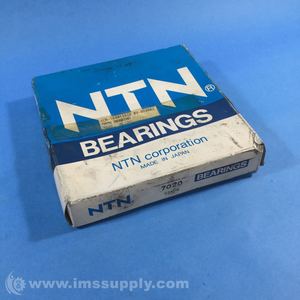 NTN®
BEARINGS
NTN corporation
MADE IN JAPAN
NTN
7020
BEARINGS
© www.imssupply.com